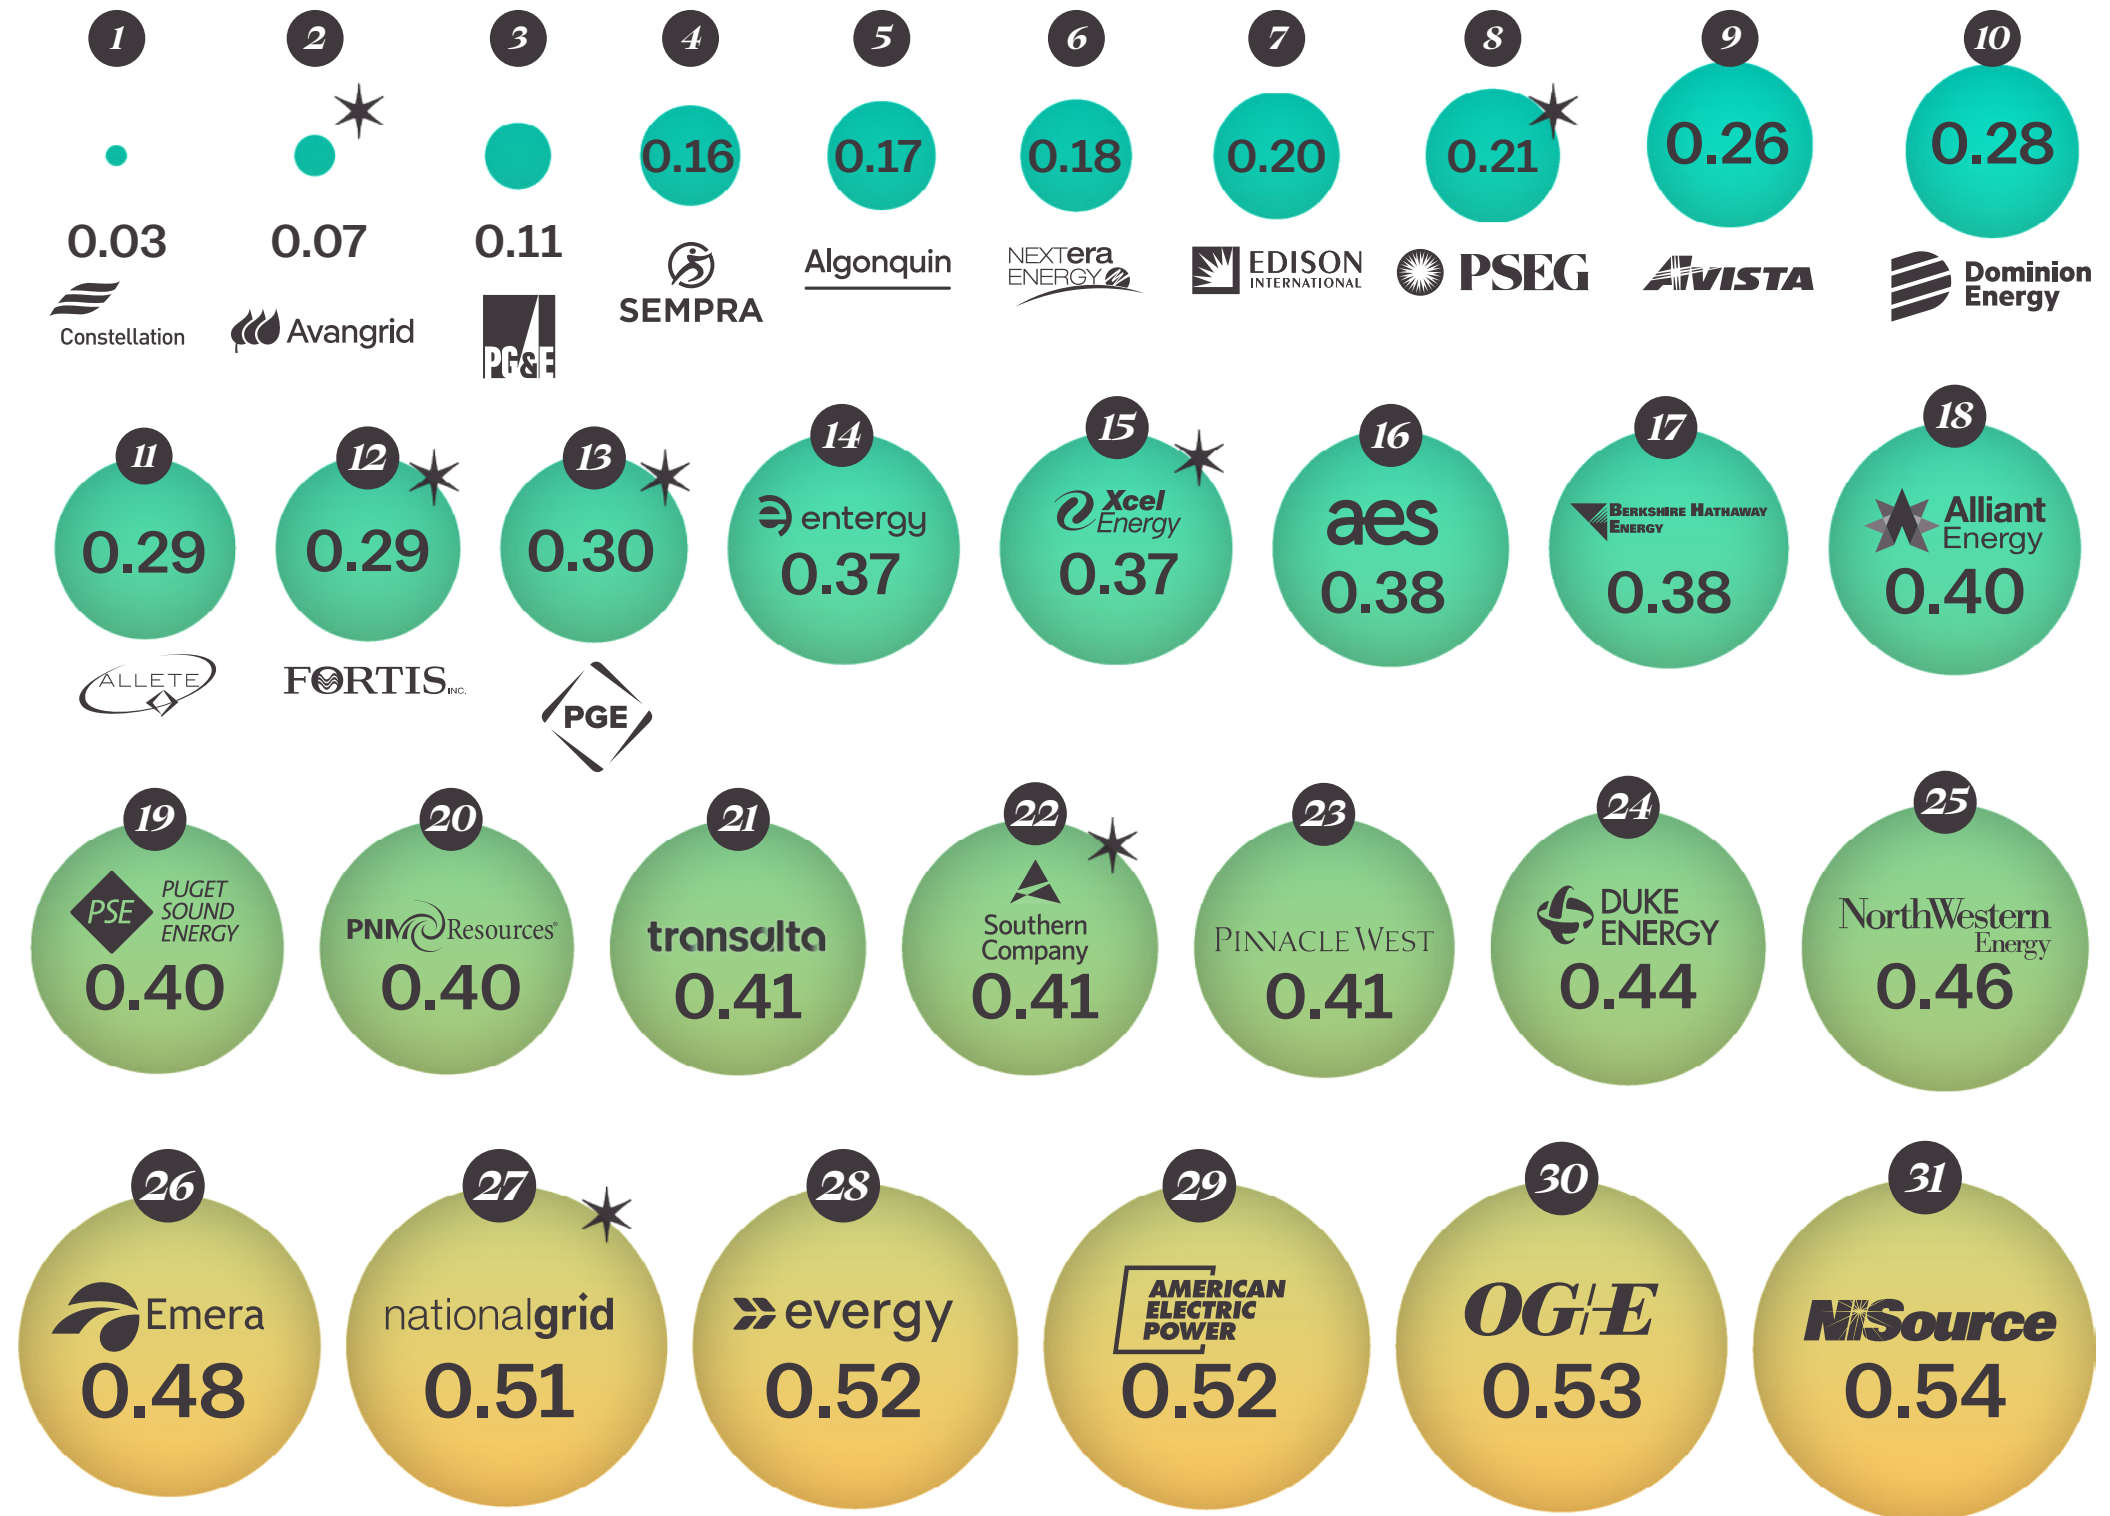 1
2
3
4
5
6
7
8
9
10
0.03
0.07
0.11
0.16
0.17
0.18
0.20
0.21
0.26
0.28
Constellation
Avangrid
PG&E
SEMPRA
Algonquin
NEXTera
ENERGY
EDISON
INTERNATIONAL
PSEG
AVISTA
Dominion
Energy
11
12
13
14
15
16
17
18
0.29
0.29
0.30
entergy
0.37
Xcel
Energy
0.37
aes
0.38
BERKSHIRE HATHAWAY
ENERGY
0.38
Alliant
Energy
0.40
ALLETE
FORTIS INC.
PGE
19
20
21
22
23
24
25
PSE
PUGET
SOUND
ENERGY
0.40
PNM Resources®
0.40
transalta
0.41
Southern
Company
0.41
PINNACLE WEST
0.41
DUKE
ENERGY
0.44
NorthWestern
Energy
0.46
26
27
28
29
30
31
Emera
0.48
nationalgrid
0.51
evergy
0.52
AMERICAN
ELECTRIC
POWER
0.52
OG+E
0.53
NiSource
0.54